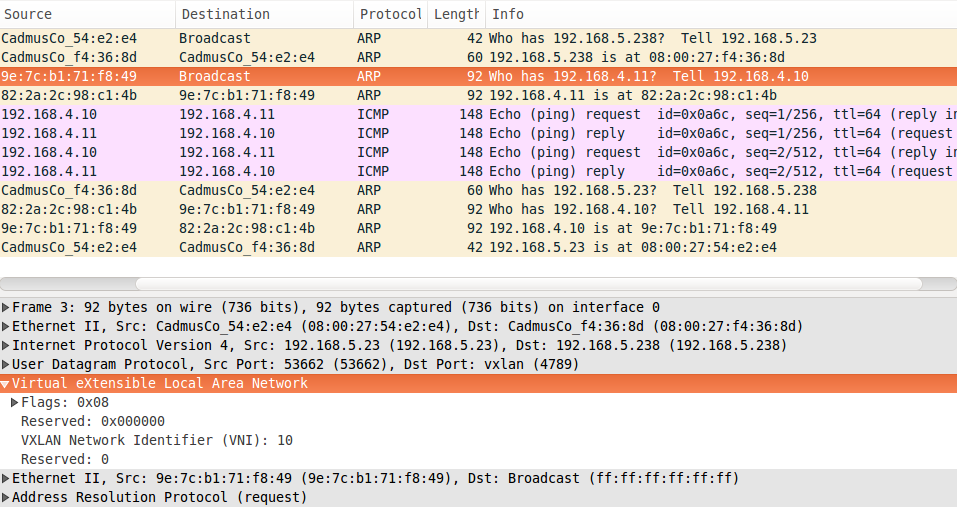 Source Destination Protocol Length Info
CadmusCo_54:e2:e4 Broadcast ARP 42 Who has 192.168.5.238? Tell 192.168.5.23
CadmusCo_f4:36:8d CadmusCo_54:e2:e4 ARP 60 192.168.5.238 is at 08:00:27:f4:36:8d
9e:7c:b1:71:f8:49 Broadcast ARP 92 Who has 192.168.4.11? Tell 192.168.4.10
82:2a:2c:98:c1:4b 9e:7c:b1:71:f8:49 ARP 92 192.168.4.11 is at 82:2a:2c:98:c1:4b
192.168.4.10 192.168.4.11 ICMP 148 Echo (ping) request id=0x0a6c, seq=1/256, ttl=64 (reply in
192.168.4.11 192.168.4.10 ICMP 148 Echo (ping) reply id=0x0a6c, seq=1/256, ttl=64 (request
192.168.4.10 192.168.4.11 ICMP 148 Echo (ping) request id=0x0a6c, seq=2/512, ttl=64 (reply in
192.168.4.11 192.168.4.10 ICMP 148 Echo (ping) reply id=0x0a6c, seq=2/512, ttl=64 (request
CadmusCo_f4:36:8d CadmusCo_54:e2:e4 ARP 60 Who has 192.168.5.23? Tell 192.168.5.238
82:2a:2c:98:c1:4b 9e:7c:b1:71:f8:49 ARP 92 Who has 192.168.4.10? Tell 192.168.4.11
9e:7c:b1:71:f8:49 82:2a:2c:98:c1:4b ARP 92 192.168.4.10 is at 9e:7c:b1:71:f8:49
CadmusCo_54:e2:e4 CadmusCo_f4:36:8d ARP 42 192.168.5.23 is at 08:00:27:54:e2:e4
Frame 3: 92 bytes on wire (736 bits), 92 bytes captured (736 bits) on interface 0
Ethernet II, Src: CadmusCo_54:e2:e4 (08:00:27:54:e2:e4), Dst: CadmusCo_f4:36:8d (08:00:27:f4:36:8d)
Internet Protocol Version 4, Src: 192.168.5.23 (192.168.5.23), Dst: 192.168.5.238 (192.168.5.238)
User Datagram Protocol, Src Port: 53662 (53662), Dst Port: vxlan (4789)
Virtual eXtensible Local Area Network
Flags: 0x08
Reserved: 0x000000
VXLAN Network Identifier (VNI): 10
Reserved: 0
Ethernet II, Src: 9e:7c:b1:71:f8:49 (9e:7c:b1:71:f8:49), Dst: Broadcast (ff:ff:ff:ff:ff:ff)
Address Resolution Protocol (request)